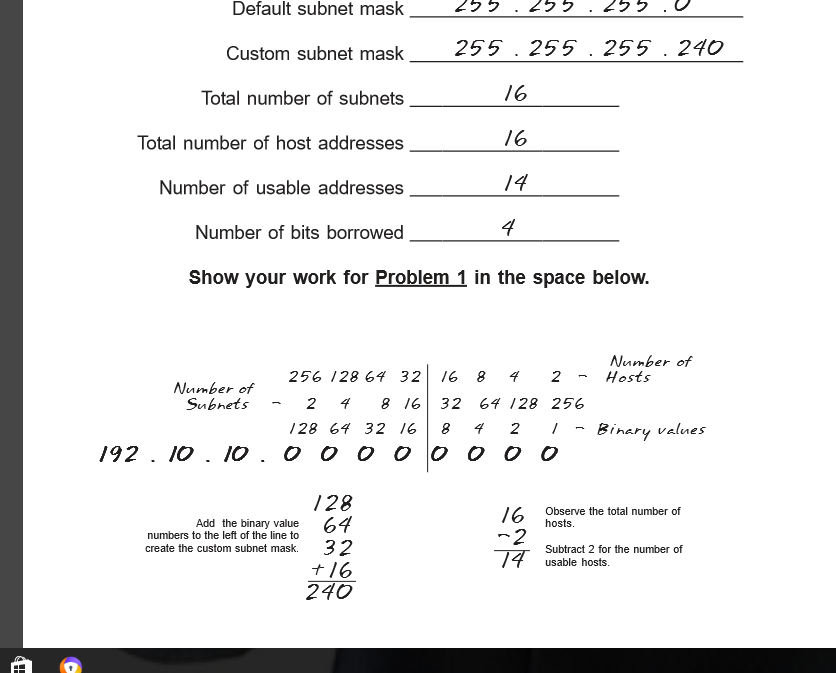 Default subnet mask 255 . 255 . 255 . 0
Custom subnet mask 255 . 255 . 255 . 240
Total number of subnets 16
Total number of host addresses 16
Number of usable addresses 14
Number of bits borrowed 4
Show your work for Problem 1 in the space below.
256 128 64 32 16 8 4 2 - Number of Hosts
Number of Subnets - 2 4 8 16 32 64 128 256
128 64 32 16 8 4 2 1 - Binary values
192 . 10 . 10 . 0 0 0 0 0 0 0 0
Add the binary value
numbers to the left of the line to
create the custom subnet mask.
128
64
32
+16
240
16
-2
14
Observe the total number of
hosts.
Subtract 2 for the number of
usable hosts.